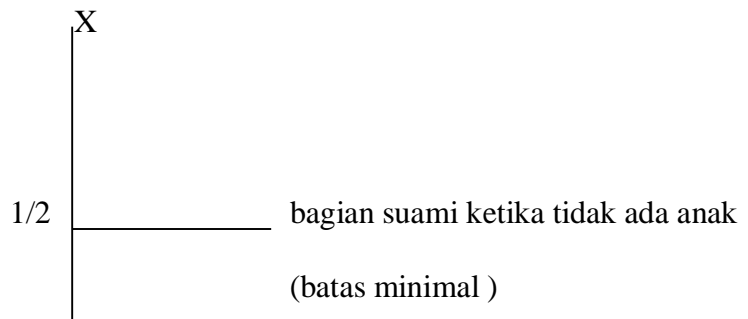 X
1/2 bagian suami ketika tidak ada anak
(batas minimal )